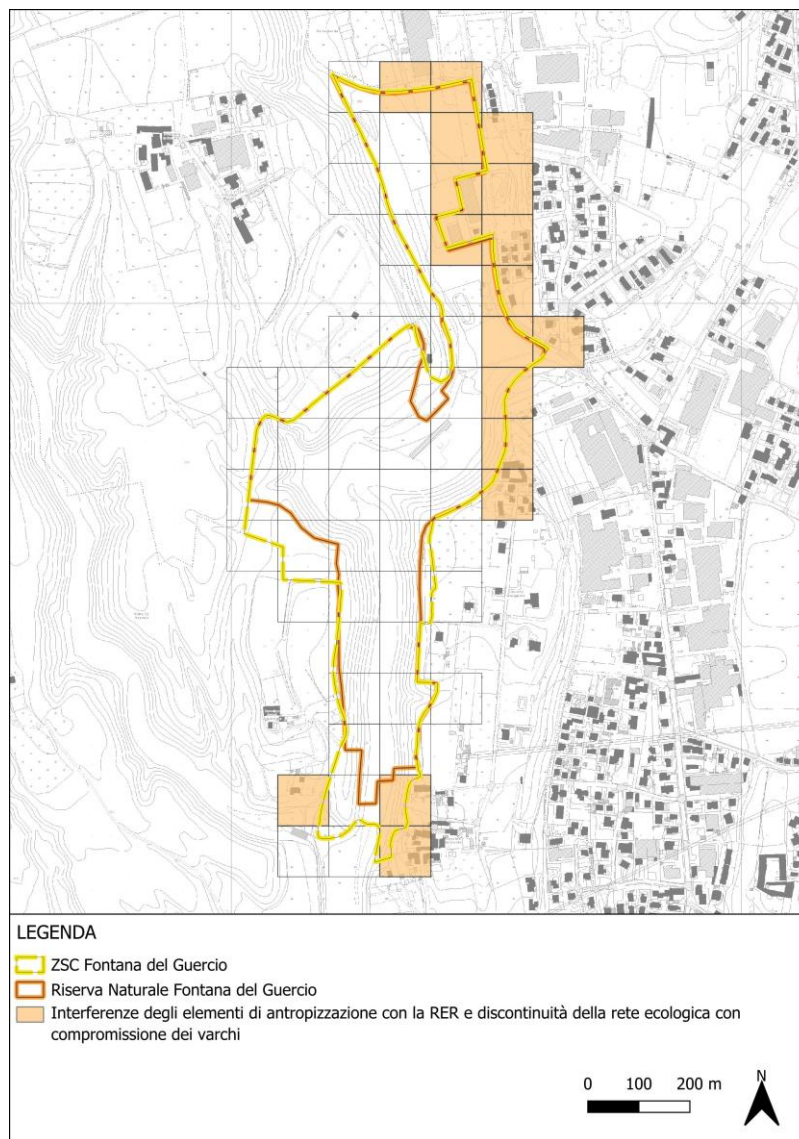 LEGENDA
ZSC Fontana del Guercio
Riserva Naturale Fontana del Guercio
Interferenze degli elementi di antropizzazione con la RER e discontinuità della rete ecologica con
compromissione dei varchi
N
0 100 200 m